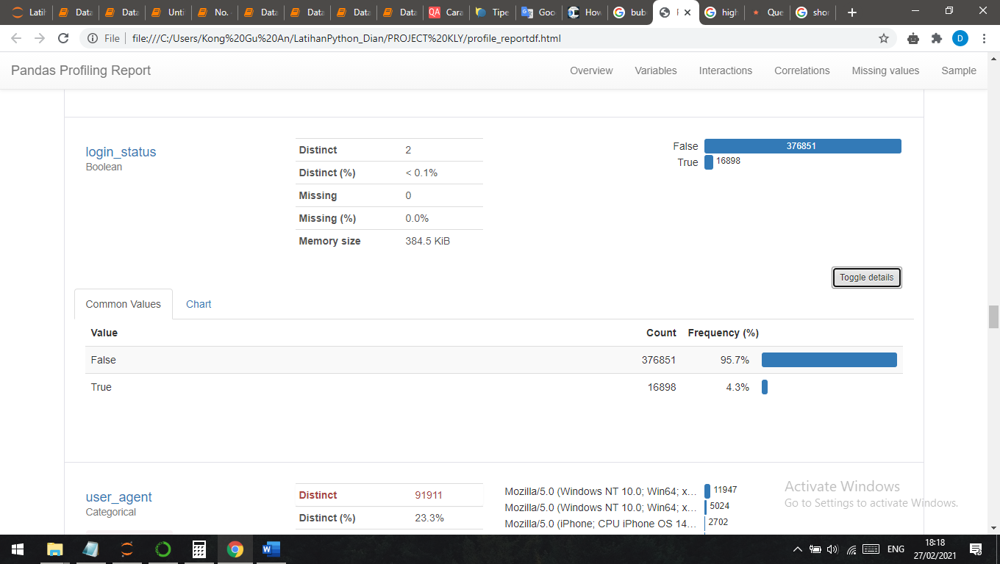 Latih Data Data Unti No. Data Data Data Data QA Cara Tipe Goo How bub F high Que shor
File file:///C:/Users/Kong%20Gu%20An/LatihanPython_Dian/PROJECT%20KLY/profile_reportdf.html D
Pandas Profiling Report Overview Variables Interactions Correlations Missing values Sample
login_status
Boolean
Distinct 2
Distinct (%) < 0.1%
Missing 0
Missing (%) 0.0%
Memory size 384.5 KiB
False 376851
True 16898
Toggle details
Common Values Chart
Value Count Frequency (%)
False 376851 95.7%
True 16898 4.3%
user_agent
Categorical
Distinct 91911
Distinct (%) 23.3%
Mozilla/5.0 (Windows NT 10.0; Win64; x... 11947
Mozilla/5.0 (Windows NT 10.0; Win64; x... 5024
Mozilla/5.0 (iPhone; CPU iPhone OS 14... 2702
Activate Windows
Go to Settings to activate Windows.
ENG
18:18
27/02/2021